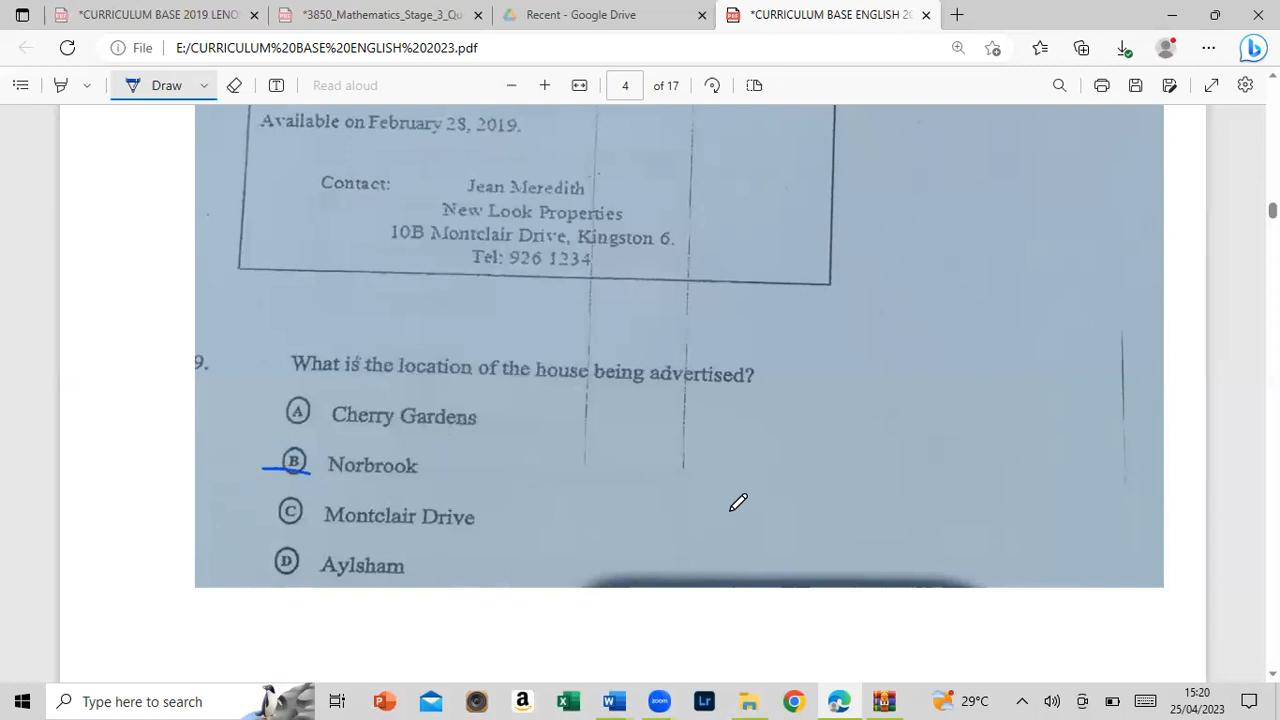 *CURRICULUM BASE 2019 LENO
*3850_Mathematics_Stage_3_Qu
Recent - Google Drive
*CURRICULUM BASE ENGLISH 20
File
E:/CURRICULUM%20BASE%20ENGLISH%202023.pdf
Draw
Read aloud
4
of 17
Available on February 28, 2019.
Contact:
Jean Meredith
New Look Properties
10B Montclair Drive, Kingston 6.
Tel: 926 1234
9. What is the location of the house being advertised?
A Cherry Gardens
B Norbrook
C Montclair Drive
D Aylsham
Type here to search
zoom
Lr
29°C
15:20
25/04/2023